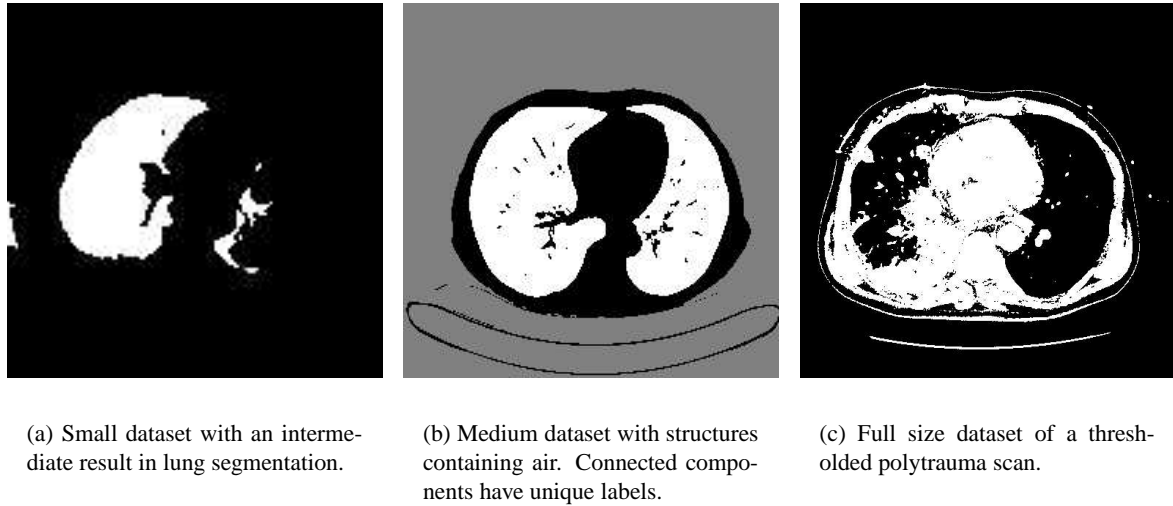 (a) Small dataset with an interme-
diate result in lung segmentation.
(b) Medium dataset with structures
containing air. Connected compo-
nents have unique labels.
(c) Full size dataset of a thresh-
olded polytrauma scan.